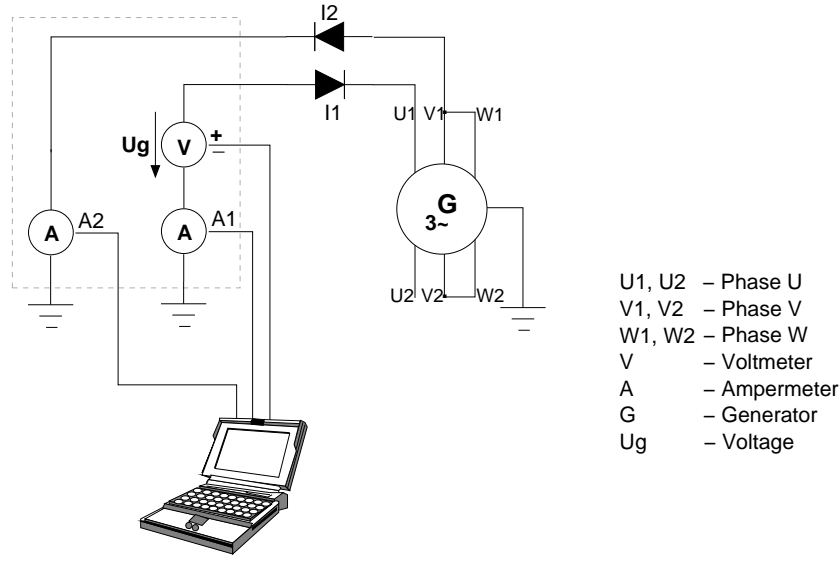 I2
I1
U1 V1 W1
Ug
V
+
−
A
A2
A
A1
G
3~
U2 V2 W2
U1, U2 – Phase U
V1, V2 – Phase V
W1, W2 – Phase W
V – Voltmeter
A – Ampermeter
G – Generator
Ug – Voltage